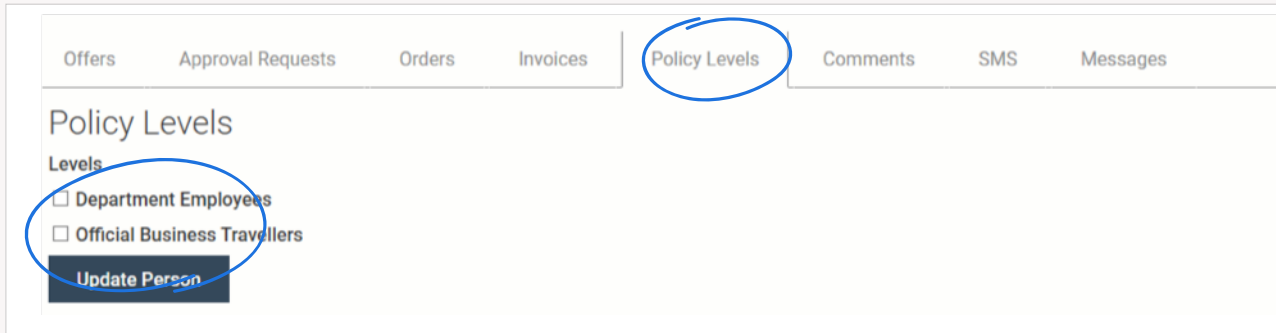 Offers Approval Requests Orders Invoices Policy Levels Comments SMS Messages
Policy Levels
Levels
Department Employees
Official Business Travellers
Update Person